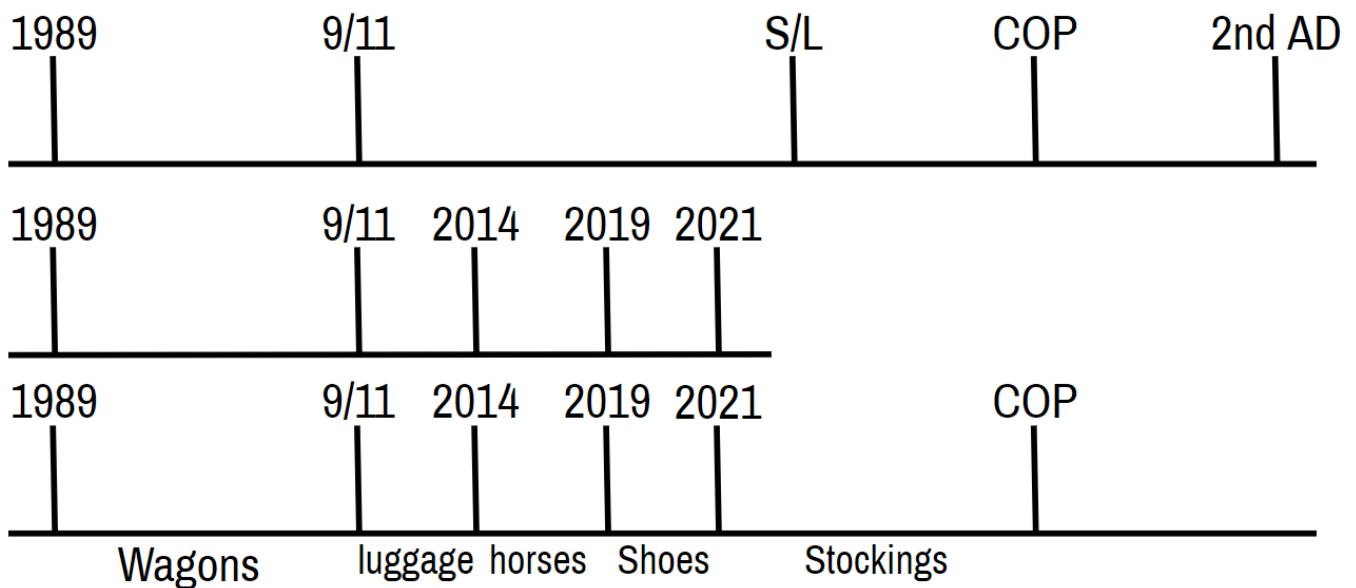 1989 9/11 S/L COP 2nd AD
1989 9/11 2014 2019 2021
1989 9/11 2014 2019 2021 COP
Wagons luggage horses Shoes Stockings